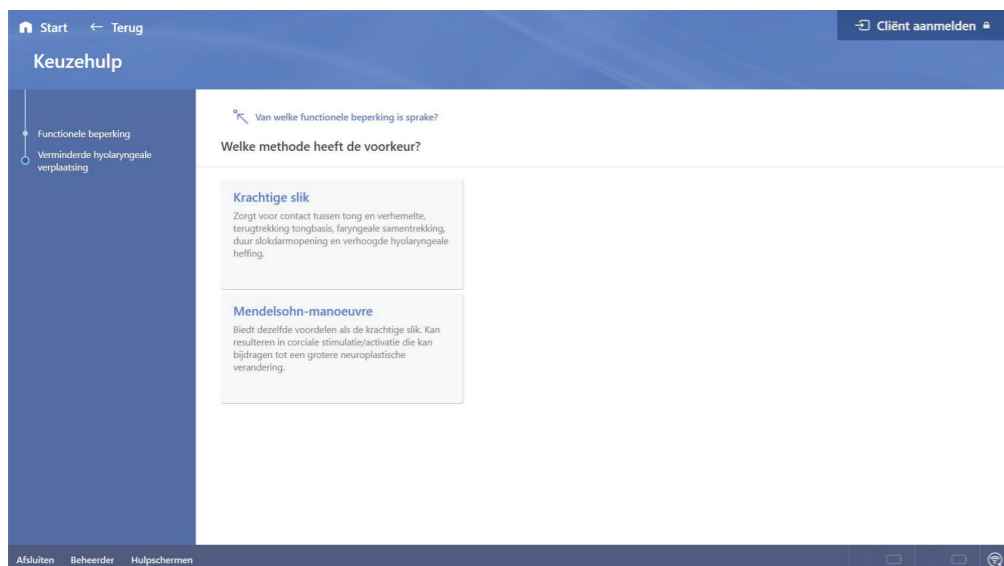 Start ← Terug
Cliënt aanmelden
Keuzehulp
Functionele beperking
Verminderde hyolaryngeale
verplaatsing
Van welke functionele beperking is sprake?
Welke methode heeft de voorkeur?
Krachtige slik
Zorgt voor contact tussen tong en verhemelte,
terugtrekking tongbasis, faryngeale samentrekking,
duur slokdarmopening en verhoogde hyolaryngeale
heffing.
Mendelsohn-manoeuvre
Biedt dezelfde voordelen als de krachtige slik. Kan
resulteren in corciale stimulatie/activatie die kan
bijdragen tot een grotere neuroplastische
verandering.
Afsluiten Beheerder Hulpschermen